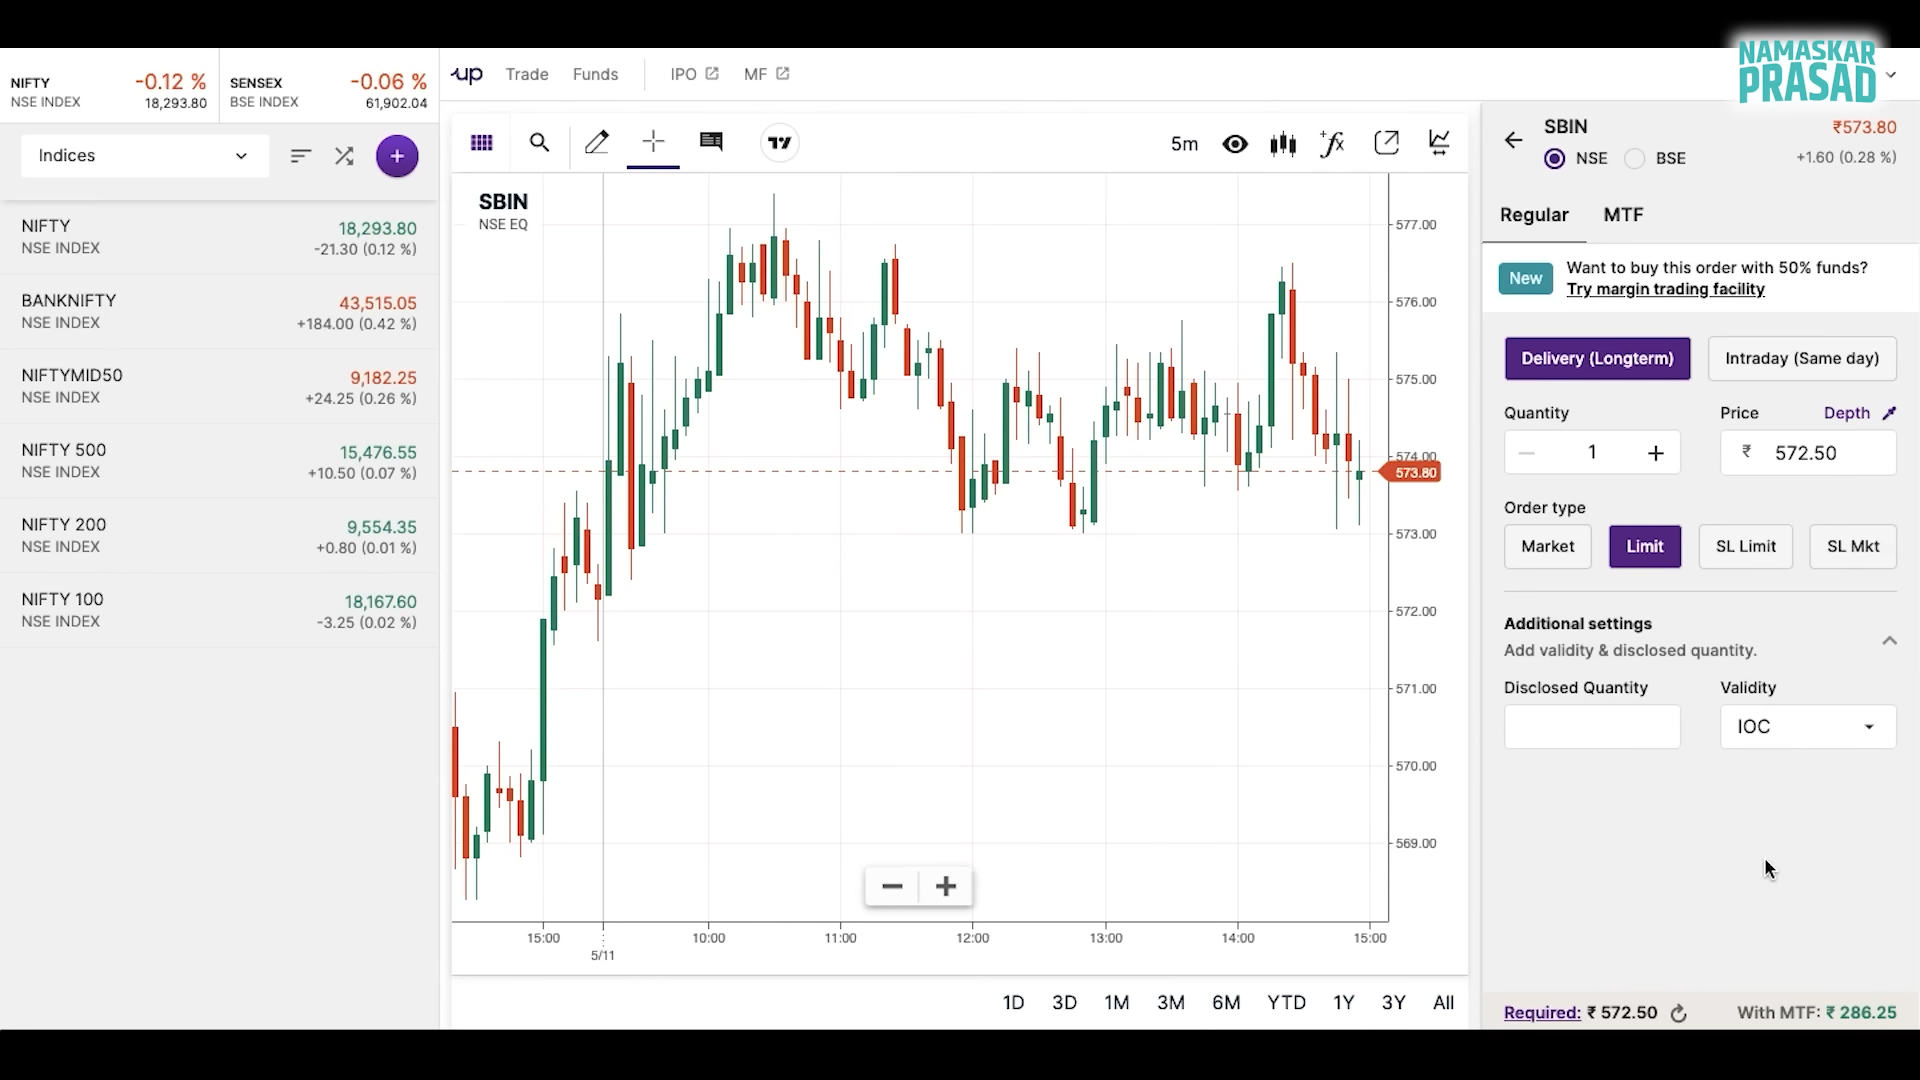 NAMASKAR
PRASAD
NIFTY -0.12 %
NSE INDEX 18,293.80
SENSEX -0.06 %
BSE INDEX 61,902.04
up Trade Funds IPO MF
Indices
NIFTY 18,293.80
NSE INDEX -21.30 (0.12 %)
BANKNIFTY 43,515.05
NSE INDEX +184.00 (0.42 %)
NIFTYMID50 9,182.25
NSE INDEX +24.25 (0.26 %)
NIFTY 500 15,476.55
NSE INDEX +10.50 (0.07 %)
NIFTY 200 9,554.35
NSE INDEX +0.80 (0.01 %)
NIFTY 100 18,167.60
NSE INDEX -3.25 (0.02 %)
5m
SBIN
NSE EQ
577.00
576.00
575.00
574.00
573.80
573.00
572.00
571.00
570.00
569.00
15:00 10:00 11:00 12:00 13:00 14:00 15:00
5/11
1D 3D 1M 3M 6M YTD 1Y 3Y All
SBIN ₹573.80
NSE BSE +1.60 (0.28 %)
Regular MTF
New
Want to buy this order with 50% funds?
Try margin trading facility
Delivery (Longterm) Intraday (Same day)
Quantity Price Depth
1 + ₹ 572.50
Order type
Market Limit SL Limit SL Mkt
Additional settings
Add validity & disclosed quantity.
Disclosed Quantity Validity
IOC
Required: ₹ 572.50 With MTF: ₹ 286.25